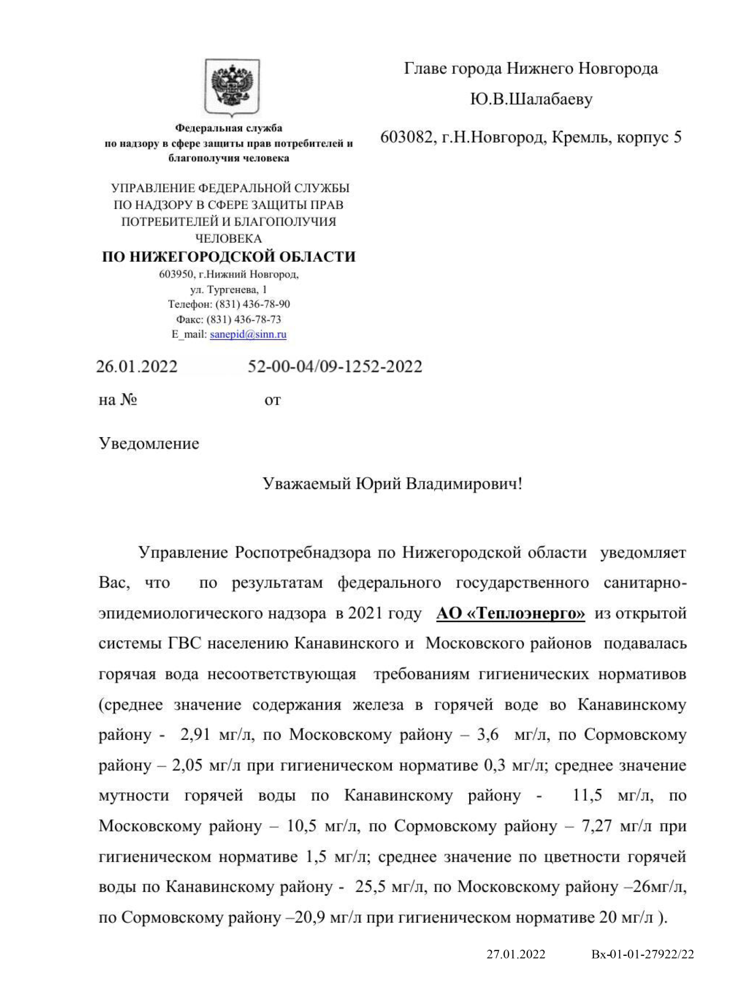 Главе города Нижнего Новгорода
Ю.В.Шалабаеву
603082, г.Н.Новгород, Кремль, корпус 5
Федеральная служба
по надзору в сфере защиты прав потребителей и
благополучия человека
УПРАВЛЕНИЕ ФЕДЕРАЛЬНОЙ СЛУЖБЫ
ПО НАДЗОРУ В СФЕРЕ ЗАЩИТЫ ПРАВ
ПОТРЕБИТЕЛЕЙ И БЛАГОПОЛУЧИЯ
ЧЕЛОВЕКА
ПО НИЖЕГОРОДСКОЙ ОБЛАСТИ
603950, г.Нижний Новгород,
ул. Тургенева, 1
Телефон: (831) 436-78-90
Факс: (831) 436-78-73
E_mail: sanepid@sinn.ru
26.01.2022 52-00-04/09-1252-2022
на № от
Уведомление
Уважаемый Юрий Владимирович!
Управление Роспотребнадзора по Нижегородской области уведомляет
Вас, что по результатам федерального государственного санитарно-
эпидемиологического надзора в 2021 году АО «Теплоэнерго» из открытой
системы ГВС населению Канавинского и Московского районов подавалась
горячая вода несоответствующая требованиям гигиенических нормативов
(среднее значение содержания железа в горячей воде во Канавинскому
району - 2,91 мг/л, по Московскому району – 3,6 мг/л, по Сормовскому
району – 2,05 мг/л при гигиеническом нормативе 0,3 мг/л; среднее значение
мутности горячей воды по Канавинскому району - 11,5 мг/л, по
Московскому району – 10,5 мг/л, по Сормовскому району – 7,27 мг/л при
гигиеническом нормативе 1,5 мг/л; среднее значение по цветности горячей
воды по Канавинскому району - 25,5 мг/л, по Московскому району –26мг/л,
по Сормовскому району –20,9 мг/л при гигиеническом нормативе 20 мг/л ).
27.01.2022 Вх-01-01-27922/22